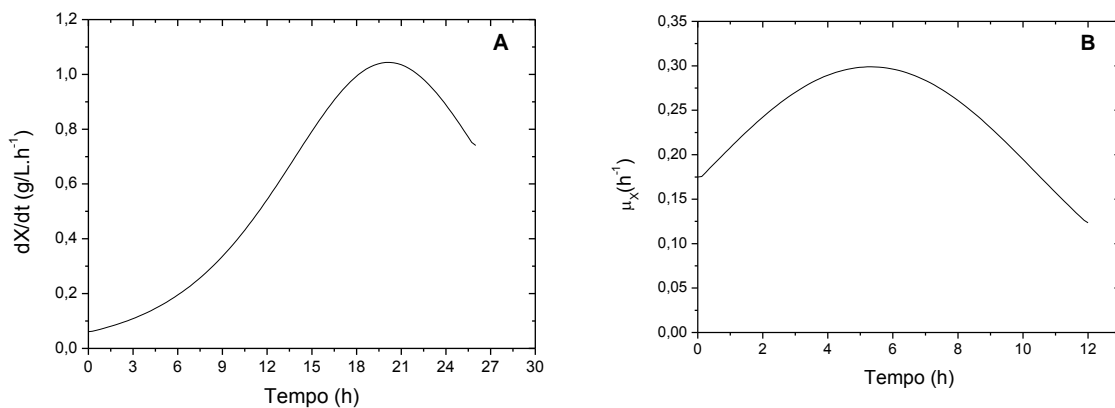 A
1,2
1,0
0,8
0,6
0,4
0,2
0,0
dX/dt (g/L.h⁻¹)
0 3 6 9 12 15 18 21 24 27 30
Tempo (h)
B
0,35
0,30
0,25
0,20
0,15
0,10
0,05
0,00
μX(h⁻¹)
0 2 4 6 8 10 12
Tempo (h)